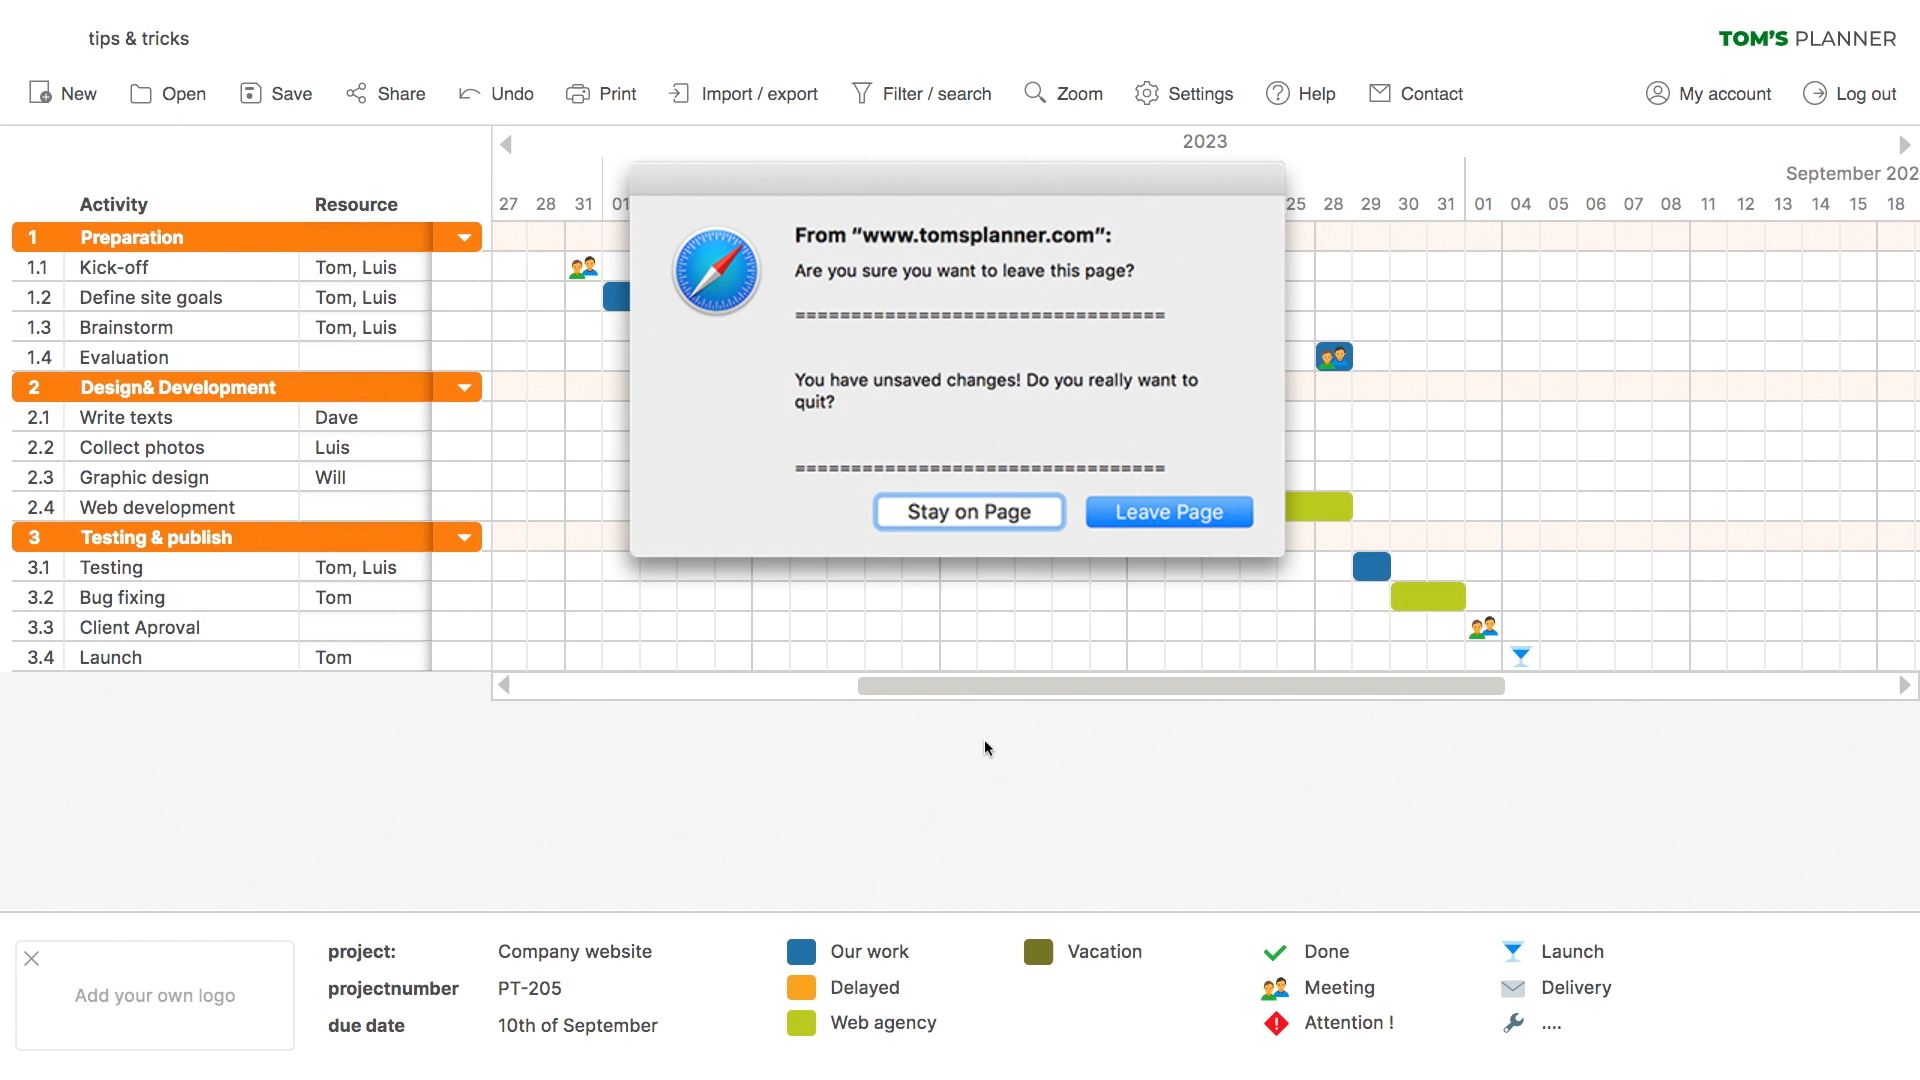 tips & tricks
TOM'S PLANNER
New Open Save Share Undo Print Import / export Filter / search Zoom Settings Help Contact My account Log out
2023
September 202
Activity Resource 27 28 31 01 25 28 29 30 31 01 04 05 06 07 08 11 12 13 14 15 18
1 Preparation
1.1 Kick-off Tom, Luis
1.2 Define site goals Tom, Luis
1.3 Brainstorm Tom, Luis
1.4 Evaluation
2 Design& Development
2.1 Write texts Dave
2.2 Collect photos Luis
2.3 Graphic design Will
2.4 Web development
3 Testing & publish
3.1 Testing Tom, Luis
3.2 Bug fixing Tom
3.3 Client Aproval
3.4 Launch Tom
From "www.tomsplanner.com":
Are you sure you want to leave this page?
=================================
You have unsaved changes! Do you really want to
quit?
=================================
Stay on Page Leave Page
Add your own logo
project: Company website
projectnumber PT-205
due date 10th of September
Our work Vacation Done Launch
Delayed Meeting Delivery
Web agency Attention ! ....